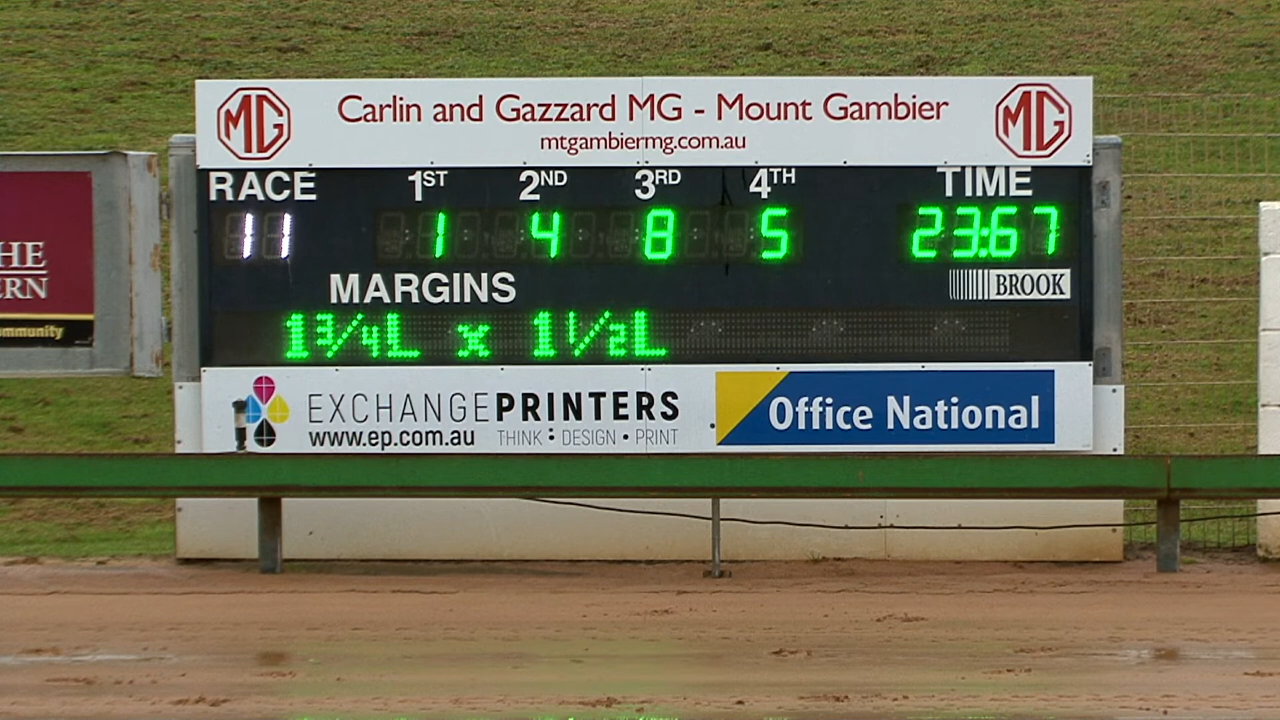 MG Carlin and Gazzard MG - Mount Gambier MG
mtgambiermg.com.au
RACE 1ST 2ND 3RD 4TH TIME
11 1 4 8 5 23:67
MARGINS BROOK
1¾L x 1½L
EXCHANGEPRINTERS
www.ep.com.au THINK : DESIGN • PRINT
Office National
HE
ERN
mmunity